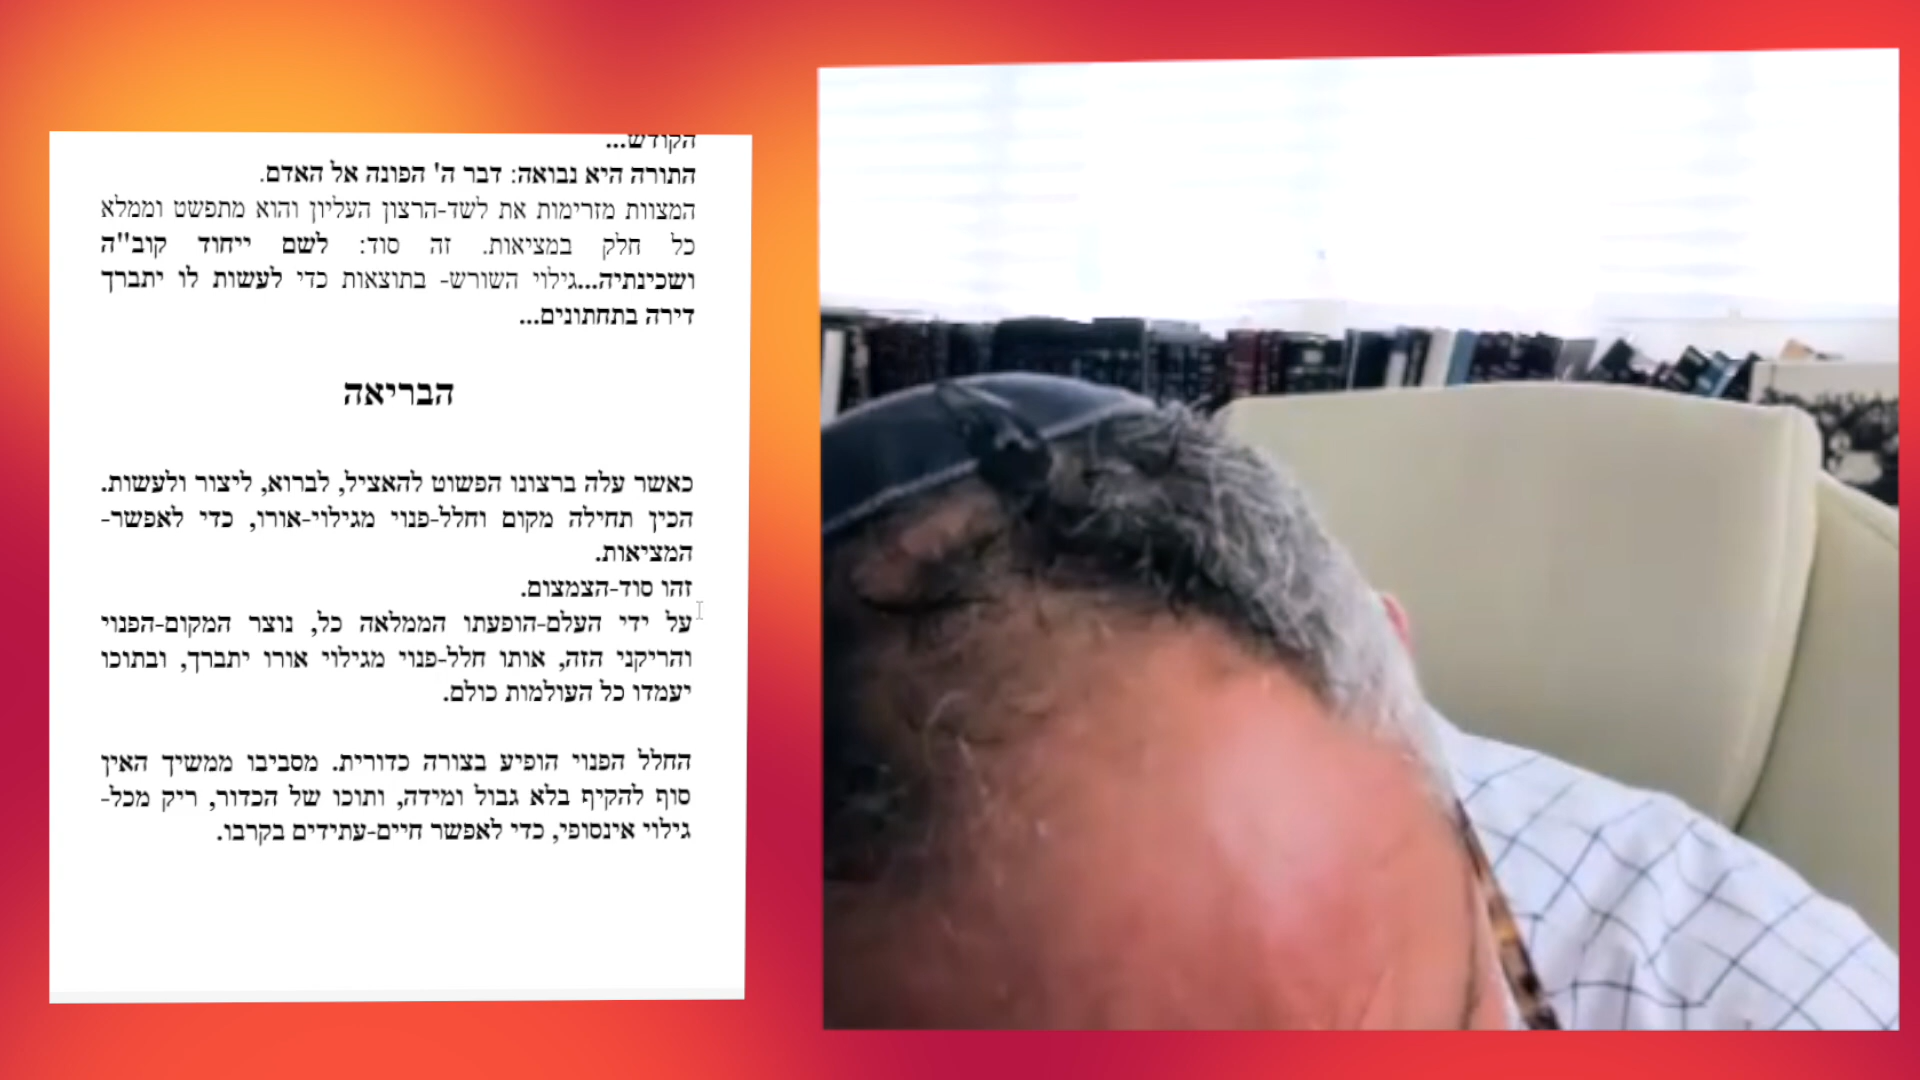 הקודש...
התורה היא נבואה: דבר ה' הפונה אל האדם.
המצוות מזרימות את לשד-הרצון העליון והוא מתפשט וממלא
כל חלק במציאות. זה סוד: לשם ייחוד קוב"ה
ושכינתיה...גילוי השורש- בתוצאות כדי לעשות לו יתברך
דירה בתחתונים...
הבריאה
כאשר עלה ברצונו הפשוט להאציל, לברוא, ליצור ולעשות.
הכין תחילה מקום וחלל-פנוי מגילוי-אורו, כדי לאפשר-
המציאות.
זהו סוד-הצמצום.
על ידי העלם-הופעתו הממלאה כל, נוצר המקום-הפנוי
והריקני הזה, אותו חלל-פנוי מגילוי אורו יתברך, ובתוכו
יעמדו כל העולמות כולם.
החלל הפנוי הופיע בצורה כדורית. מסביבו ממשיך האין
סוף להקיף בלא גבול ומידה, ותוכו של הכדור, ריק מכל-
גילוי אינסופי, כדי לאפשר חיים-עתידים בקרבו.